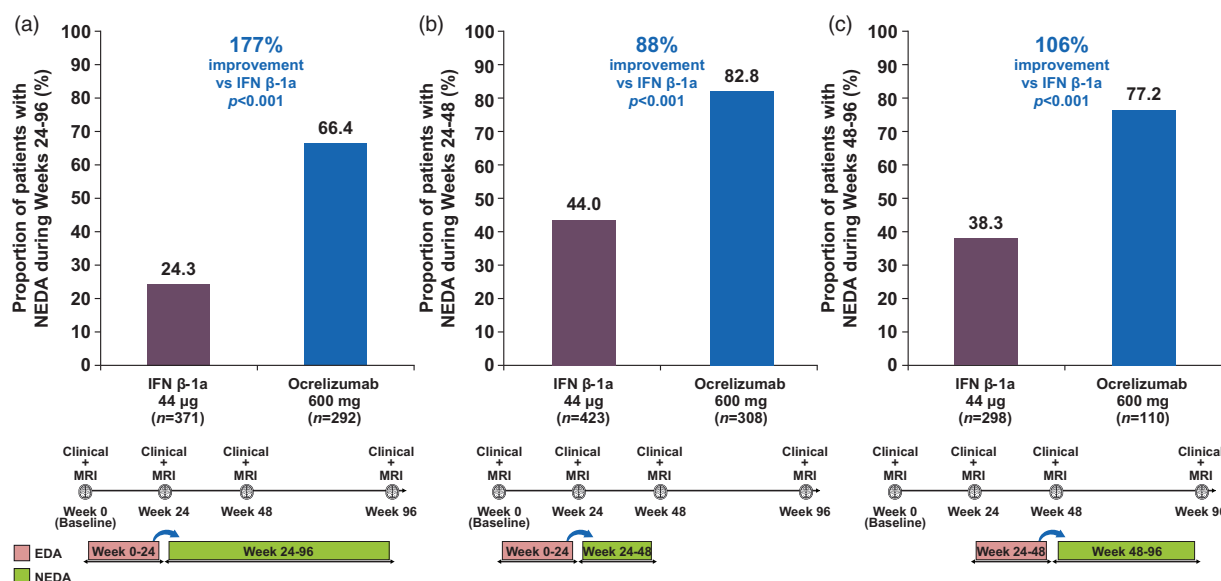 (a)
Proportion of patients with
NEDA during Weeks 24-96 (%)
100
90
80
70
60
50
40
30
20
10
0
177%
improvement
vs IFN β-1a
p<0.001
24.3
66.4
IFN β-1a
44 µg
(n=371)
Ocrelizumab
600 mg
(n=292)
Clinical
+
MRI
Clinical
+
MRI
Clinical
+
MRI
Clinical
+
MRI
Week 0
(Baseline)
Week 24
Week 48
Week 96
EDA
NEDA
Week 0-24
Week 24-96
(b)
Proportion of patients with
NEDA during Weeks 24-48 (%)
100
90
80
70
60
50
40
30
20
10
0
88%
improvement
vs IFN β-1a
p<0.001
44.0
82.8
IFN β-1a
44 µg
(n=423)
Ocrelizumab
600 mg
(n=308)
Clinical
+
MRI
Clinical
+
MRI
Clinical
+
MRI
Clinical
+
MRI
Week 0
(Baseline)
Week 24
Week 48
Week 96
Week 0-24
Week 24-48
(c)
Proportion of patients with
NEDA during Weeks 48-96 (%)
100
90
80
70
60
50
40
30
20
10
0
106%
improvement
vs IFN β-1a
p<0.001
38.3
77.2
IFN β-1a
44 µg
(n=298)
Ocrelizumab
600 mg
(n=110)
Clinical
+
MRI
Clinical
+
MRI
Clinical
+
MRI
Clinical
+
MRI
Week 0
(Baseline)
Week 24
Week 48
Week 96
Week 24-48
Week 48-96